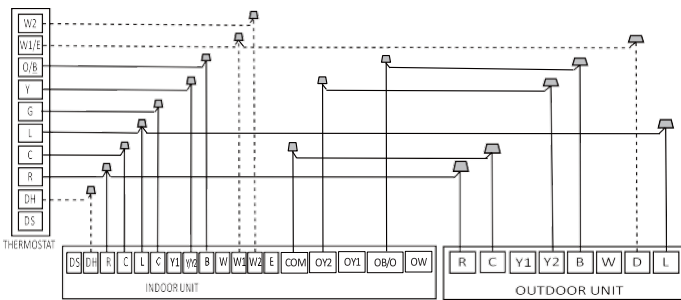 W2
W1/E
O/B
Y
G
L
C
R
DH
DS
THERMOSTAT
DS DH R C L C Y1 Y/Y2 B W W1 W2 E COM OY2 OY1 OB/O OW
INDOOR UNIT
R C Y1 Y2 B W D L
OUTDOOR UNIT